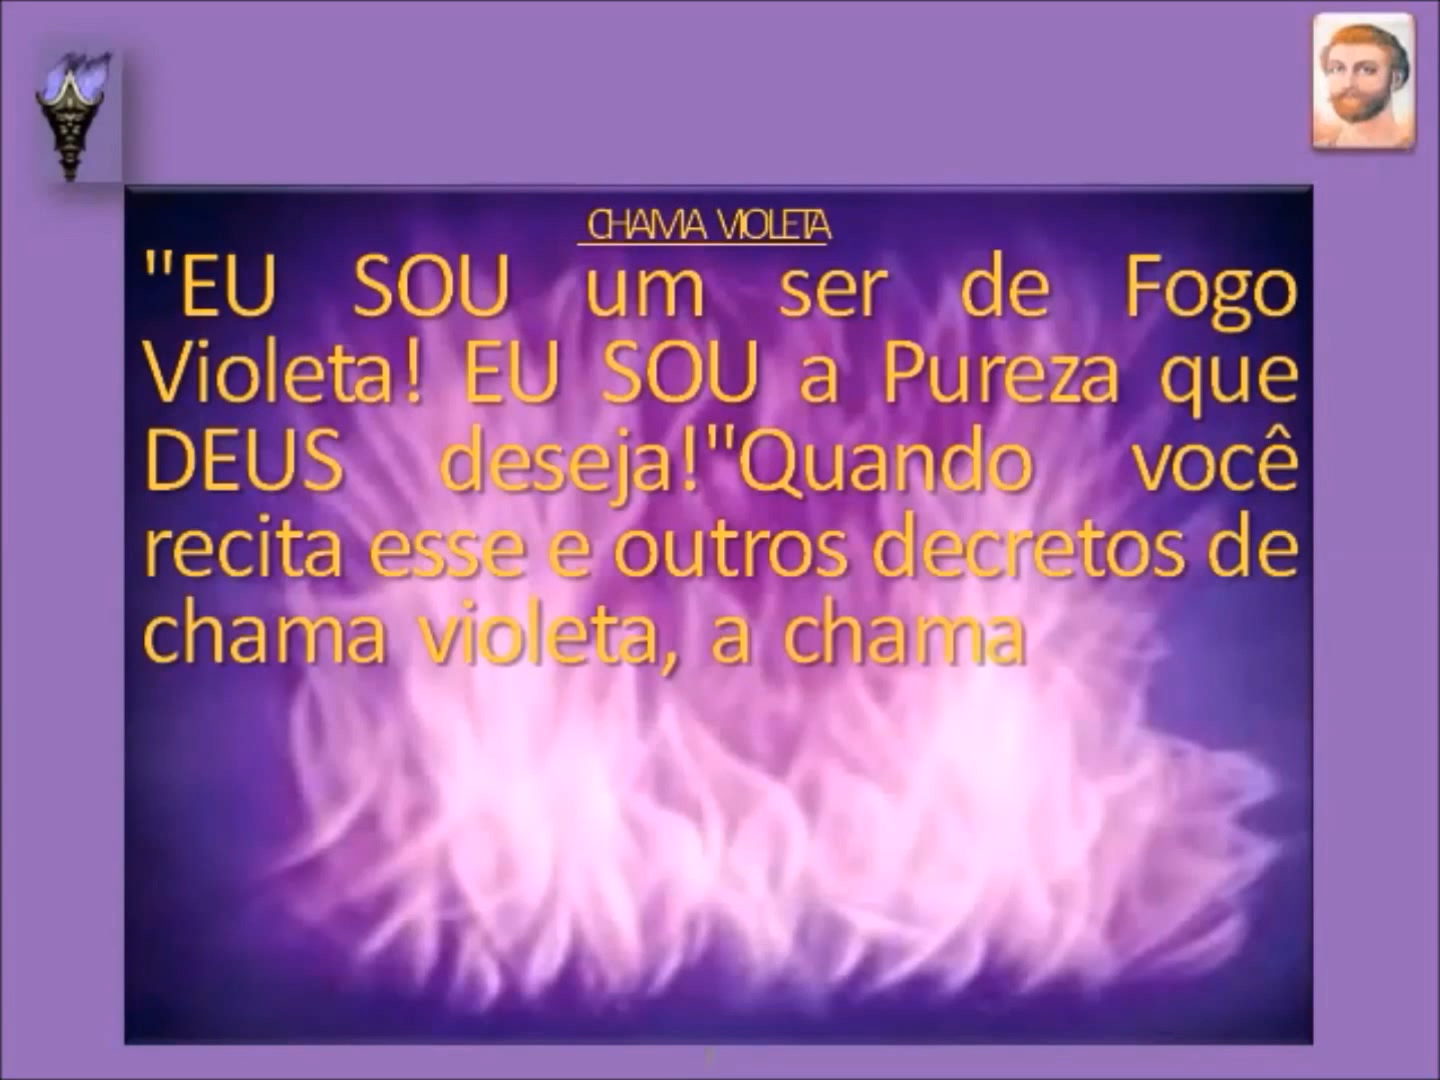 CHAMA VIOLETA
"EU SOU um ser de Fogo
Violeta! EU SOU a Pureza que
DEUS deseja!"Quando você
recita esse e outros decretos de
chama violeta, a chama